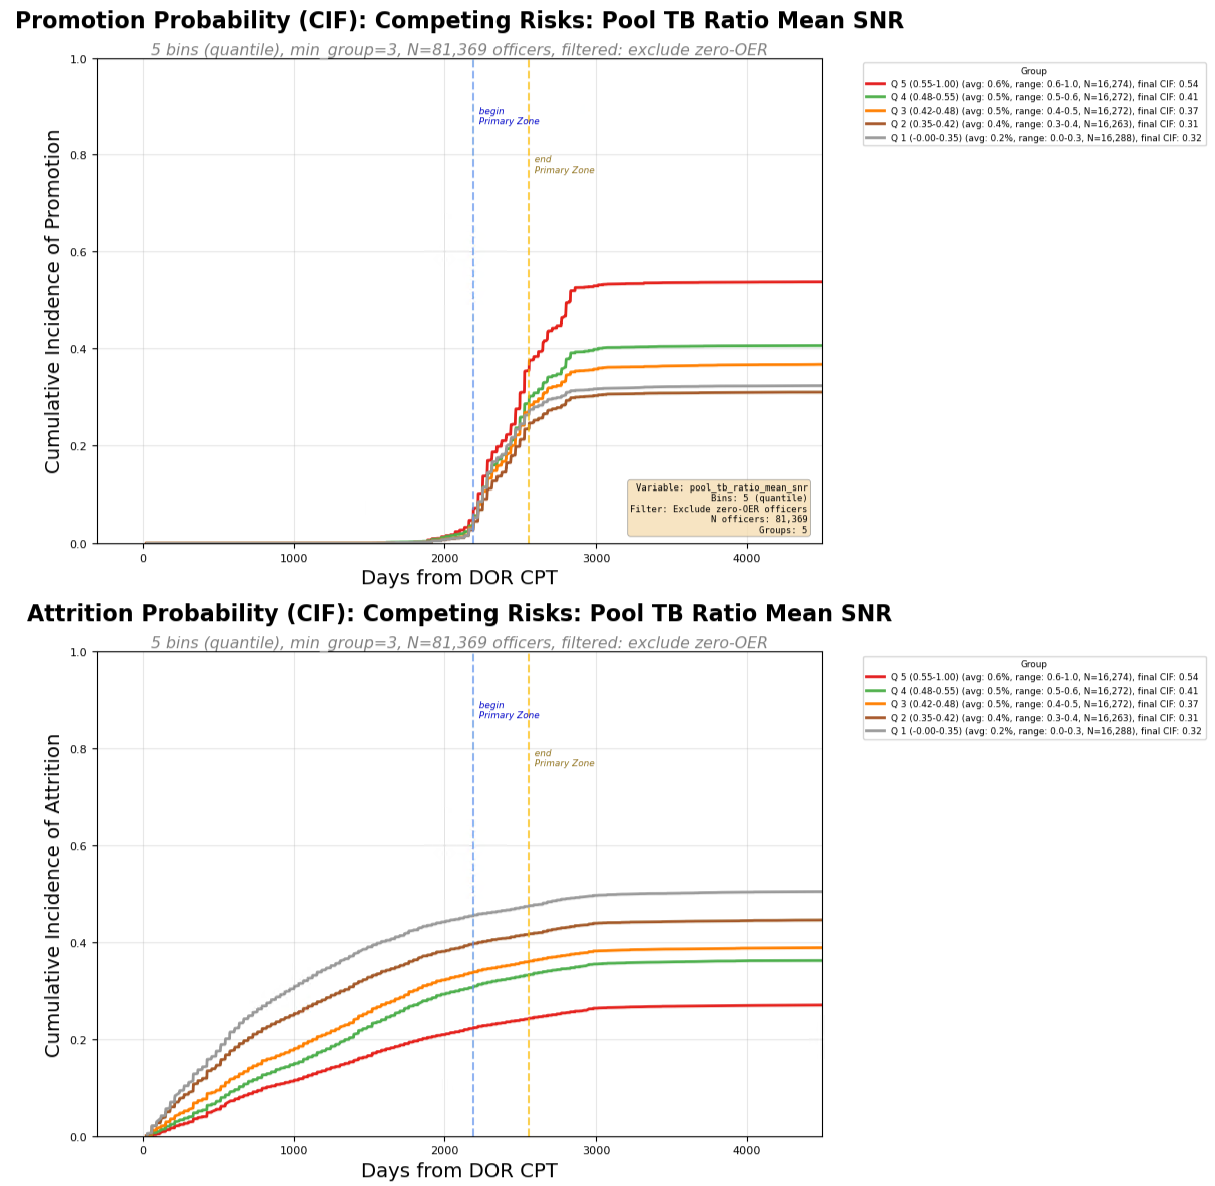 Promotion Probability (CIF): Competing Risks: Pool TB Ratio Mean SNR
5 bins (quantile), min_group=3, N=81,369 officers, filtered: exclude zero-OER
Cumulative Incidence of Promotion
1.0
0.8
0.6
0.4
0.2
0.0
begin
Primary Zone
end
Primary Zone
Variable: pool_tb_ratio_mean_snr
Bins: 5 (quantile)
Filter: Exclude zero-OER officers
N officers: 81,369
Groups: 5
0 1000 2000 3000 4000
Days from DOR CPT
Group
Q 5 (0.55-1.00) (avg: 0.6%, range: 0.6-1.0, N=16,274), final CIF: 0.54
Q 4 (0.48-0.55) (avg: 0.5%, range: 0.5-0.6, N=16,272), final CIF: 0.41
Q 3 (0.42-0.48) (avg: 0.5%, range: 0.4-0.5, N=16,272), final CIF: 0.37
Q 2 (0.35-0.42) (avg: 0.4%, range: 0.3-0.4, N=16,263), final CIF: 0.31
Q 1 (-0.00-0.35) (avg: 0.2%, range: 0.0-0.3, N=16,288), final CIF: 0.32
Attrition Probability (CIF): Competing Risks: Pool TB Ratio Mean SNR
5 bins (quantile), min_group=3, N=81,369 officers, filtered: exclude zero-OER
Cumulative Incidence of Attrition
1.0
0.8
0.6
0.4
0.2
0.0
begin
Primary Zone
end
Primary Zone
0 1000 2000 3000 4000
Days from DOR CPT
Group
Q 5 (0.55-1.00) (avg: 0.6%, range: 0.6-1.0, N=16,274), final CIF: 0.54
Q 4 (0.48-0.55) (avg: 0.5%, range: 0.5-0.6, N=16,272), final CIF: 0.41
Q 3 (0.42-0.48) (avg: 0.5%, range: 0.4-0.5, N=16,272), final CIF: 0.37
Q 2 (0.35-0.42) (avg: 0.4%, range: 0.3-0.4, N=16,263), final CIF: 0.31
Q 1 (-0.00-0.35) (avg: 0.2%, range: 0.0-0.3, N=16,288), final CIF: 0.32